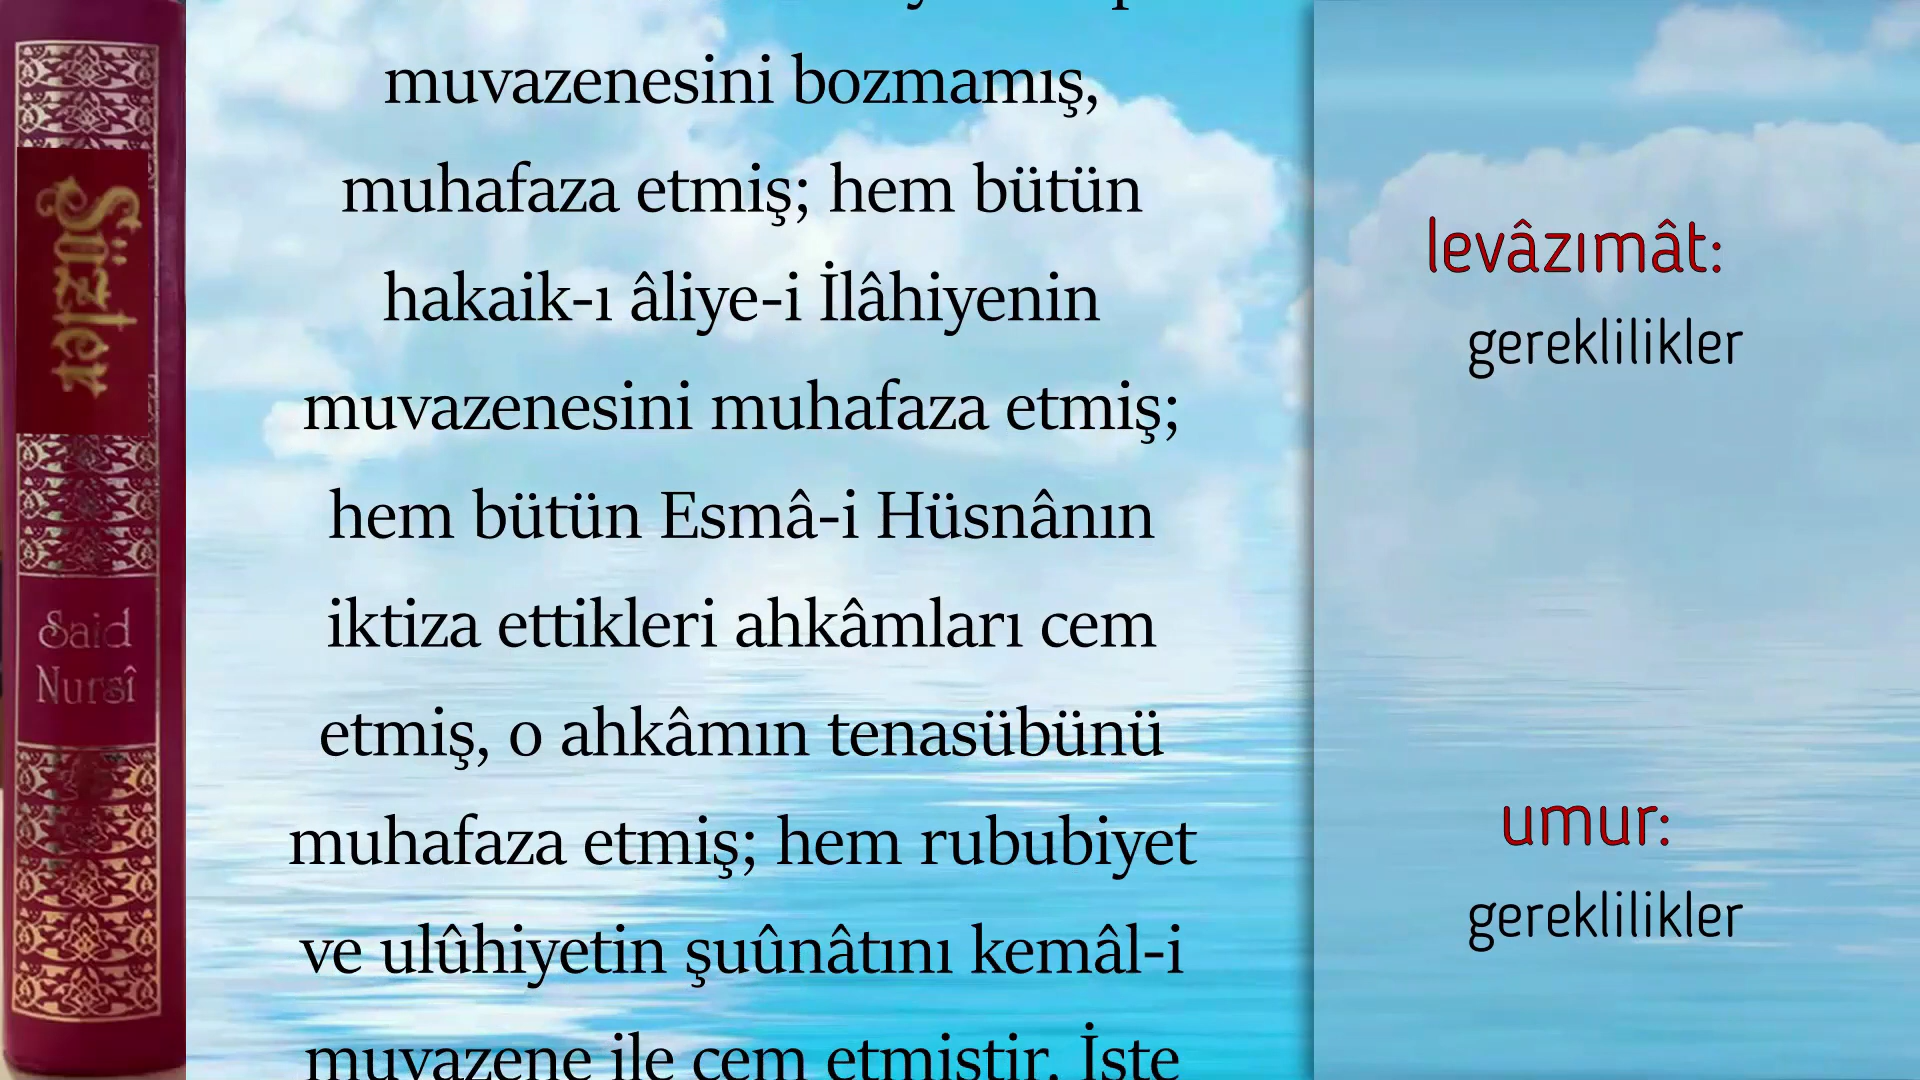 Sözler
Said
Nursî
muvazenesini bozmamış,
muhafaza etmiş; hem bütün
hakaik-ı âliye-i İlâhiyenin
muvazenesini muhafaza etmiş;
hem bütün Esmâ-i Hüsnânın
iktiza ettikleri ahkâmları cem
etmiş, o ahkâmın tenasübünü
muhafaza etmiş; hem rububiyet
ve ulûhiyetin şuûnâtını kemâl-i
muvazene ile cem etmiştir. İşte
levâzımât:
gereklilikler
umur:
gereklilikler